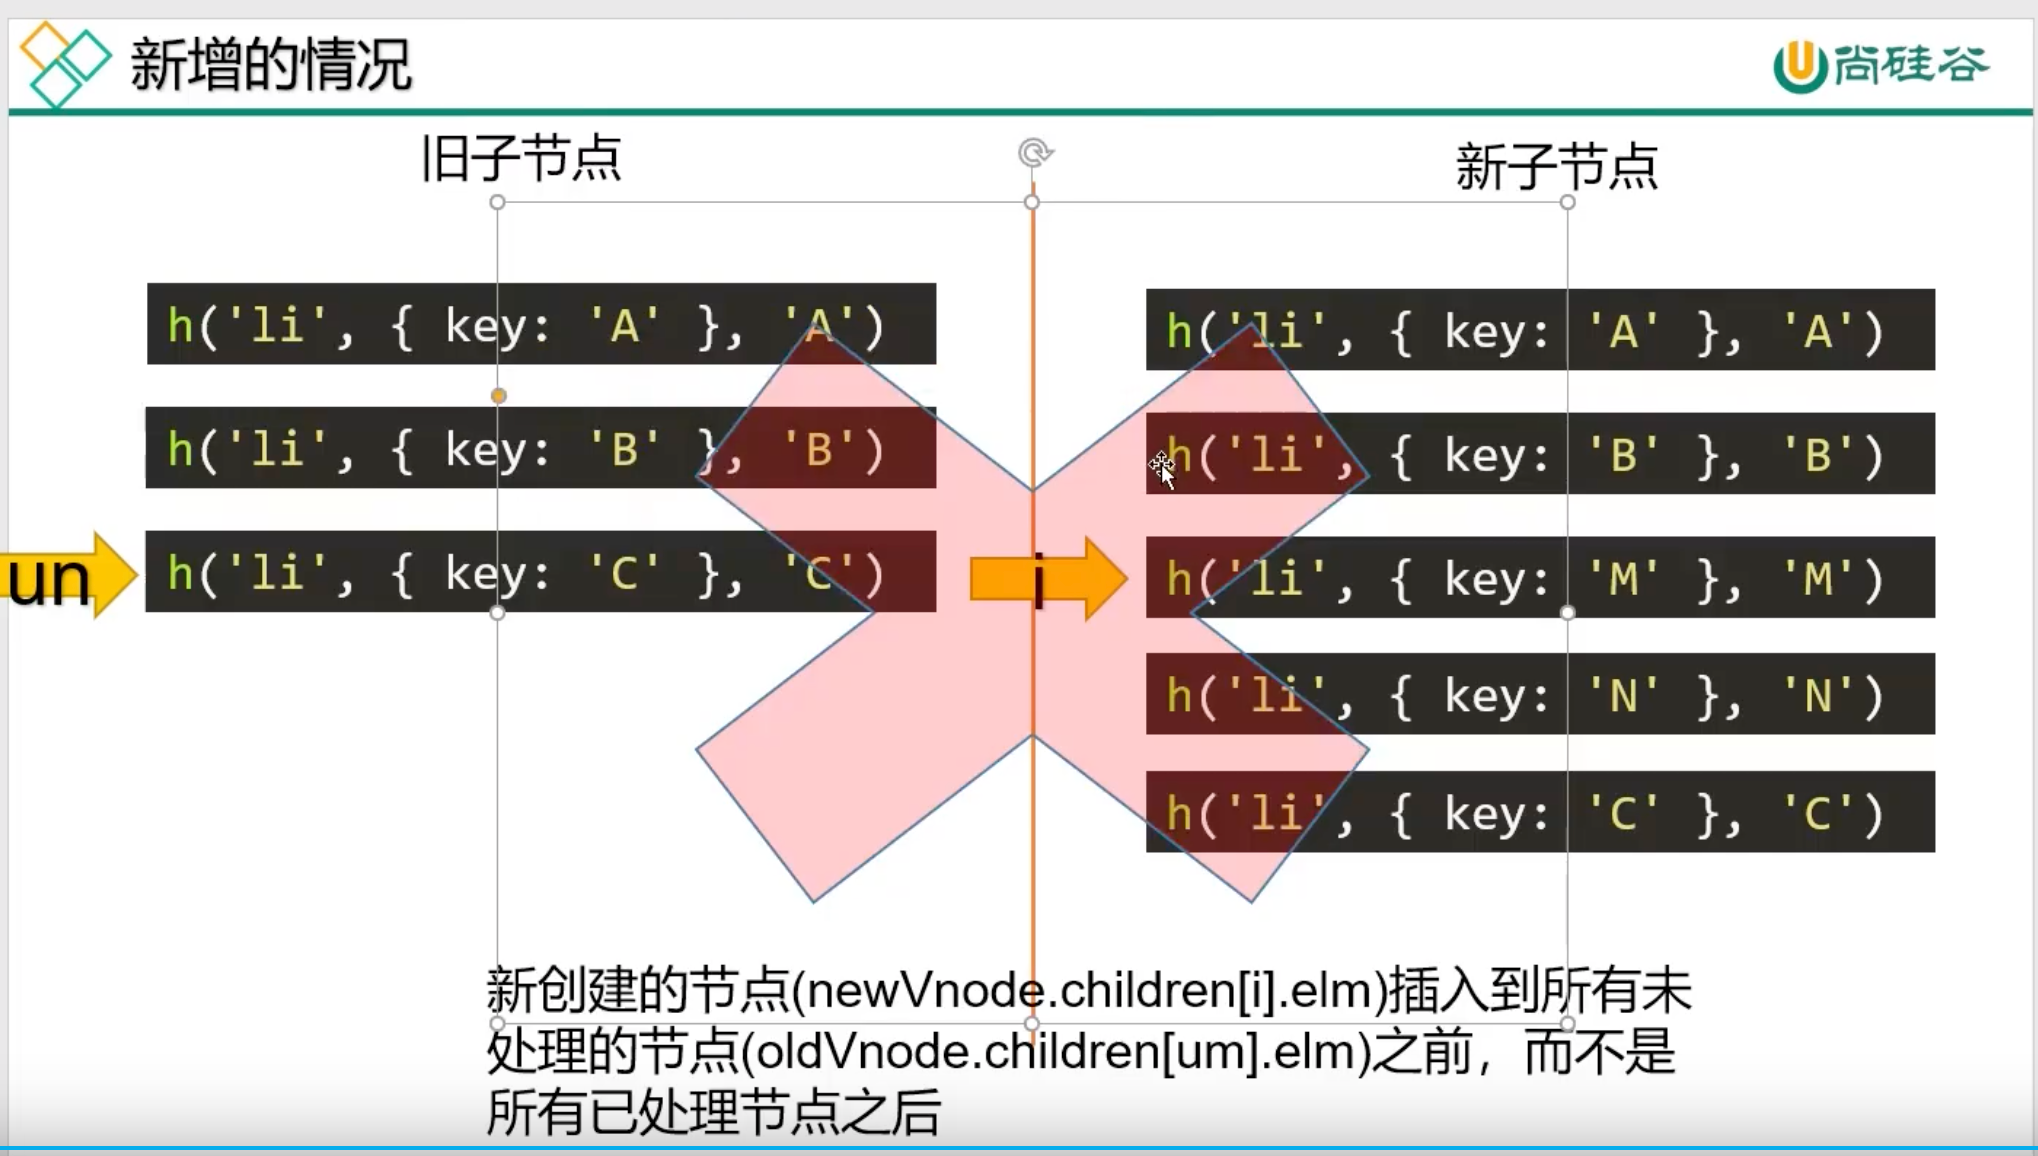 新增的情况
尚硅谷
旧子节点
新子节点
h('li', { key: 'A' }, 'A')
h('li', { key: 'B' }, 'B')
un
h('li', { key: 'C' }, 'C')
i
h('li', { key: 'A' }, 'A')
h('li', { key: 'B' }, 'B')
h('li', { key: 'M' }, 'M')
h('li', { key: 'N' }, 'N')
h('li', { key: 'C' }, 'C')
新创建的节点(newVnode.children[i].elm)插入到所有未
处理的节点(oldVnode.children[um].elm)之前，而不是
所有已处理节点之后